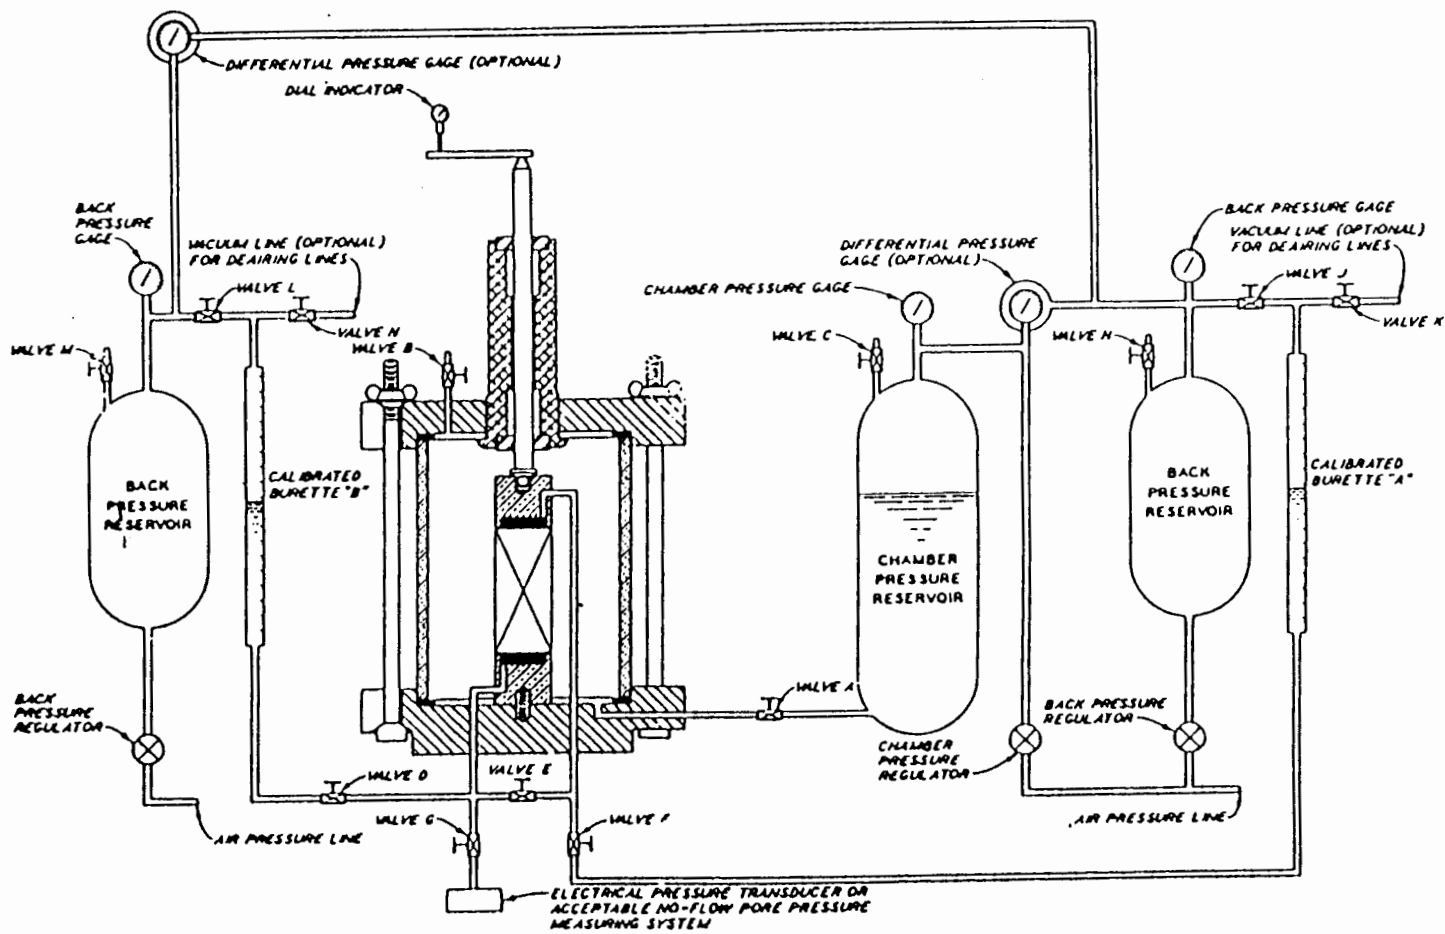 DIFFERENTIAL PRESSURE GAGE (OPTIONAL)
DIAL INDICATOR
BACK
PRESSURE
GAGE
VACUUM LINE (OPTIONAL)
FOR DEAIRING LINES
VALVE L
VALVE N
VALVE B
VALVE M
BACK
PRESSURE
RESERVOIR
CALIBRATED
BURETTE "B"
BACK
PRESSURE
REGULATOR
AIR PRESSURE LINE
VALVE D
VALVE E
VALVE G
VALVE F
ELECTRICAL PRESSURE TRANSDUCER OR
ACCEPTABLE NO-FLOW PORE PRESSURE
MEASURING SYSTEM
VALVE A
CHAMBER PRESSURE GAGE
DIFFERENTIAL PRESSURE
GAGE (OPTIONAL)
VALVE C
CHAMBER
PRESSURE
RESERVOIR
CHAMBER
PRESSURE
REGULATOR
BACK PRESSURE GAGE
VACUUM LINE (OPTIONAL)
FOR DEAIRING LINES
VALVE J
VALVE K
VALVE H
BACK
PRESSURE
RESERVOIR
CALIBRATED
BURETTE "A"
BACK PRESSURE
REGULATOR
AIR PRESSURE LINE